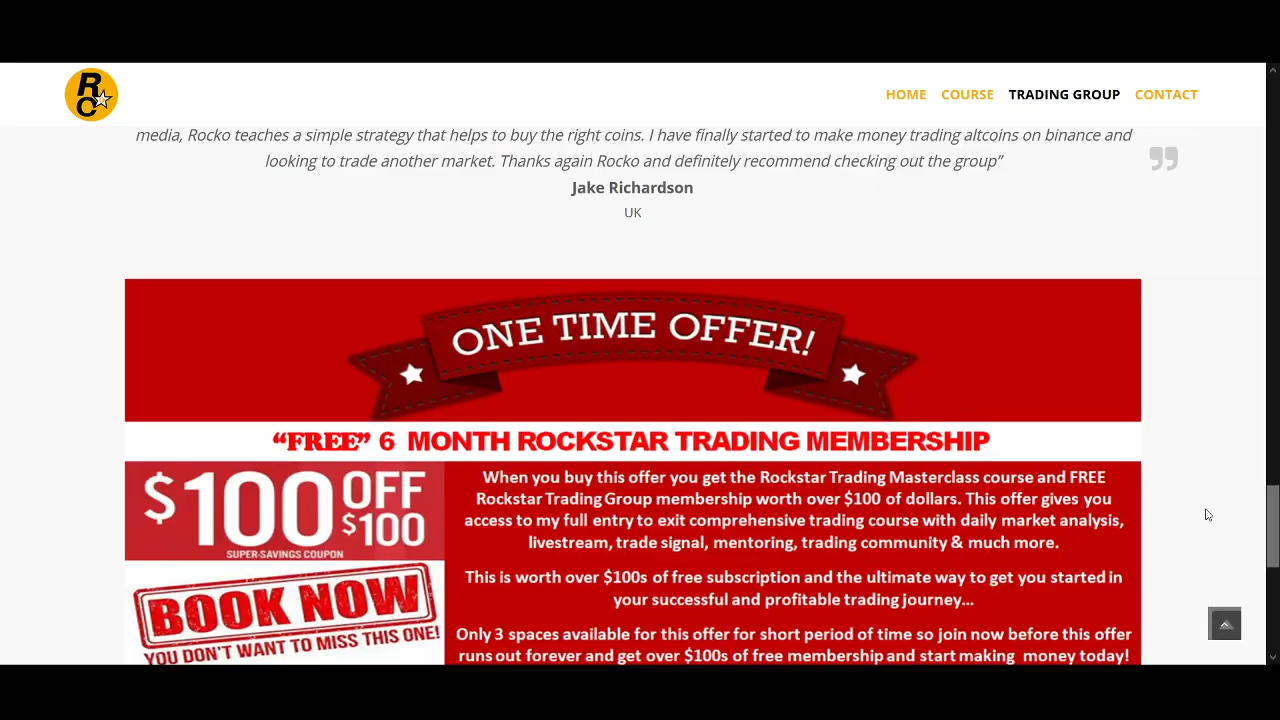 RC
HOME COURSE TRADING GROUP CONTACT
media, Rocko teaches a simple strategy that helps to buy the right coins. I have finally started to make money trading altcoins on binance and
looking to trade another market. Thanks again Rocko and definitely recommend checking out the group”
Jake Richardson
UK
ONE TIME OFFER!
“FREE” 6 MONTH ROCKSTAR TRADING MEMBERSHIP
$100 OFF $100
SUPER-SAVINGS COUPON
BOOK NOW
YOU DON'T WANT TO MISS THIS ONE!
When you buy this offer you get the Rockstar Trading Masterclass course and FREE
Rockstar Trading Group membership worth over $100 of dollars. This offer gives you
access to my full entry to exit comprehensive trading course with daily market analysis,
livestream, trade signal, mentoring, trading community & much more.
This is worth over $100s of free subscription and the ultimate way to get you started in
your successful and profitable trading journey...
Only 3 spaces available for this offer for short period of time so join now before this offer
runs out forever and get over $100s of free membership and start making money today!